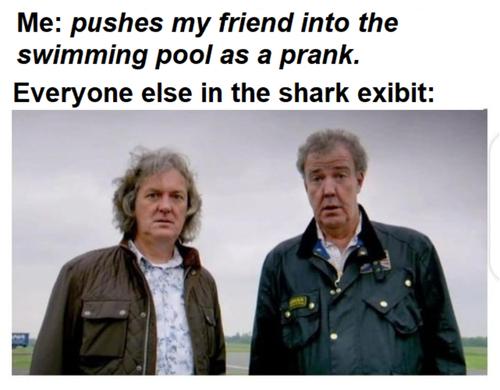 Me: pushes my friend into the
swimming pool as a prank.
Everyone else in the shark exibit: